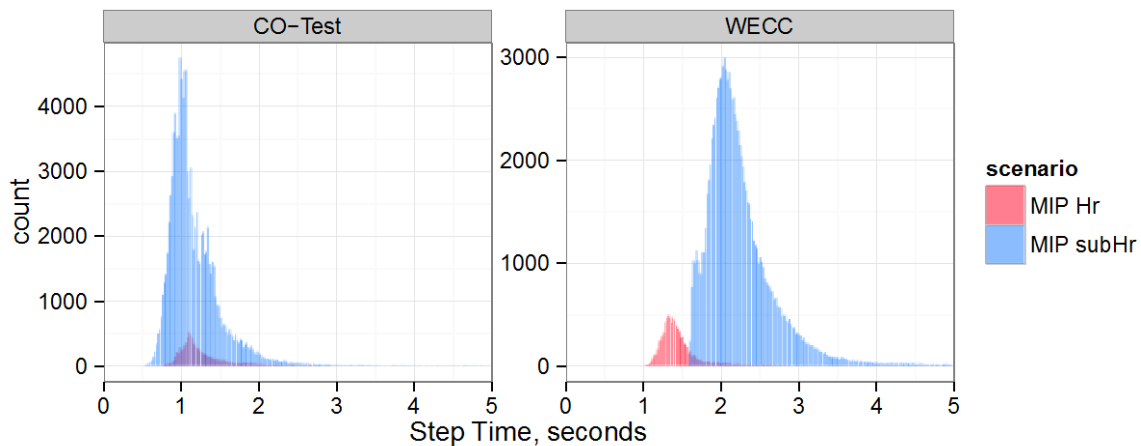 CO−Test
WECC
count
4000
3000
2000
1000
0
3000
2000
1000
0
0 1 2 3 4 5
0 1 2 3 4 5
Step Time, seconds
scenario
MIP Hr
MIP subHr